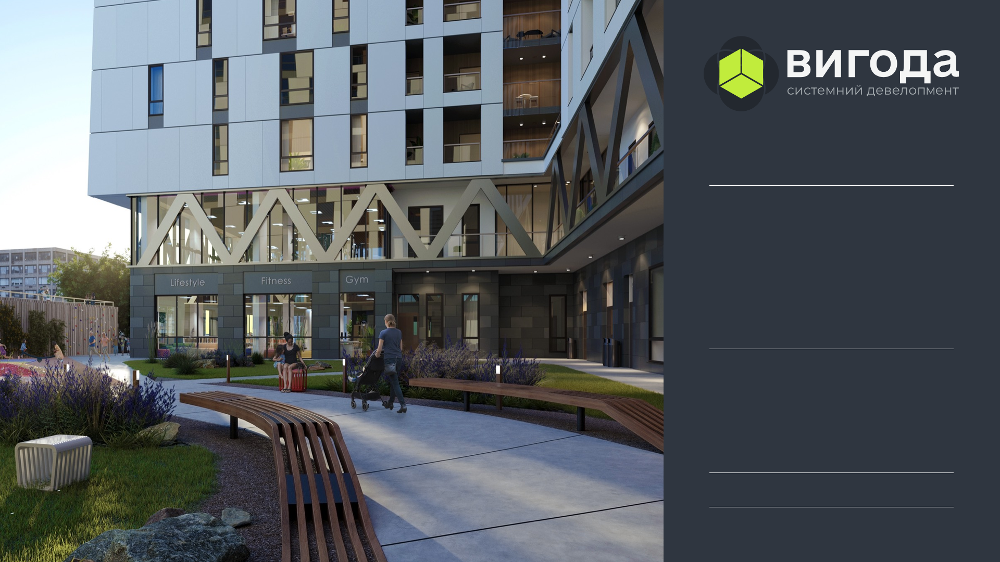 вигода
системний девелопмент
Lifestyle
Fitness
Gym